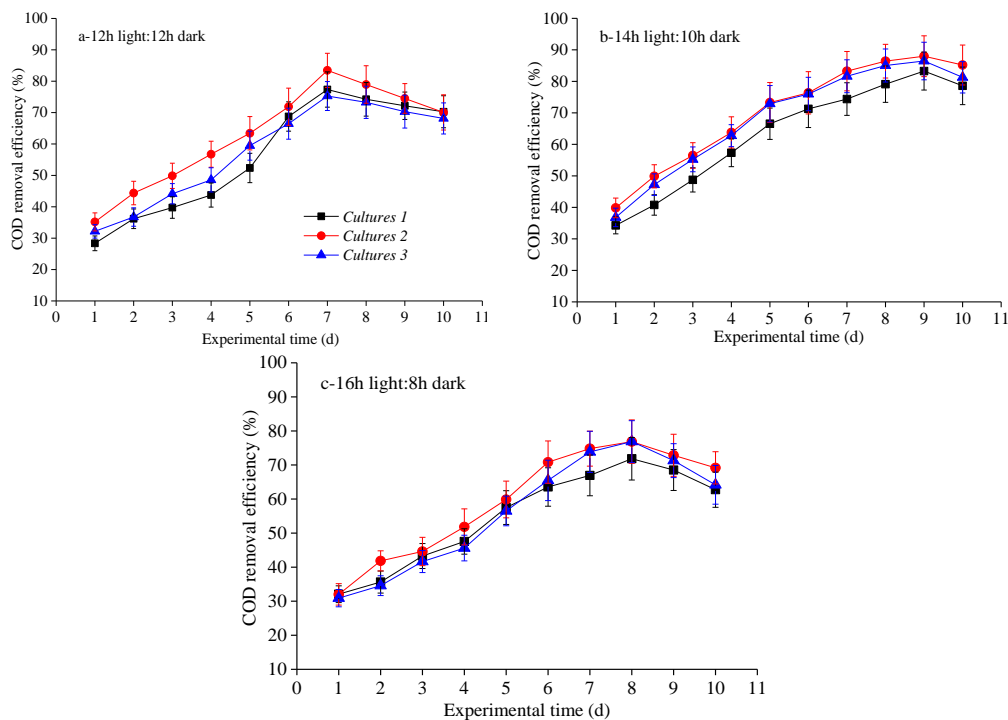 a-12h light:12h dark
COD removal efficiency (%)
100
90
80
70
60
50
40
30
20
10
Cultures 1
Cultures 2
Cultures 3
0 1 2 3 4 5 6 7 8 9 10 11
Experimental time (d)
b-14h light:10h dark
COD removal efficiency (%)
100
90
80
70
60
50
40
30
20
10
0 1 2 3 4 5 6 7 8 9 10 11
Experimental time (d)
c-16h light:8h dark
COD removal efficiency (%)
100
90
80
70
60
50
40
30
20
10
0 1 2 3 4 5 6 7 8 9 10 11
Experimental time (d)